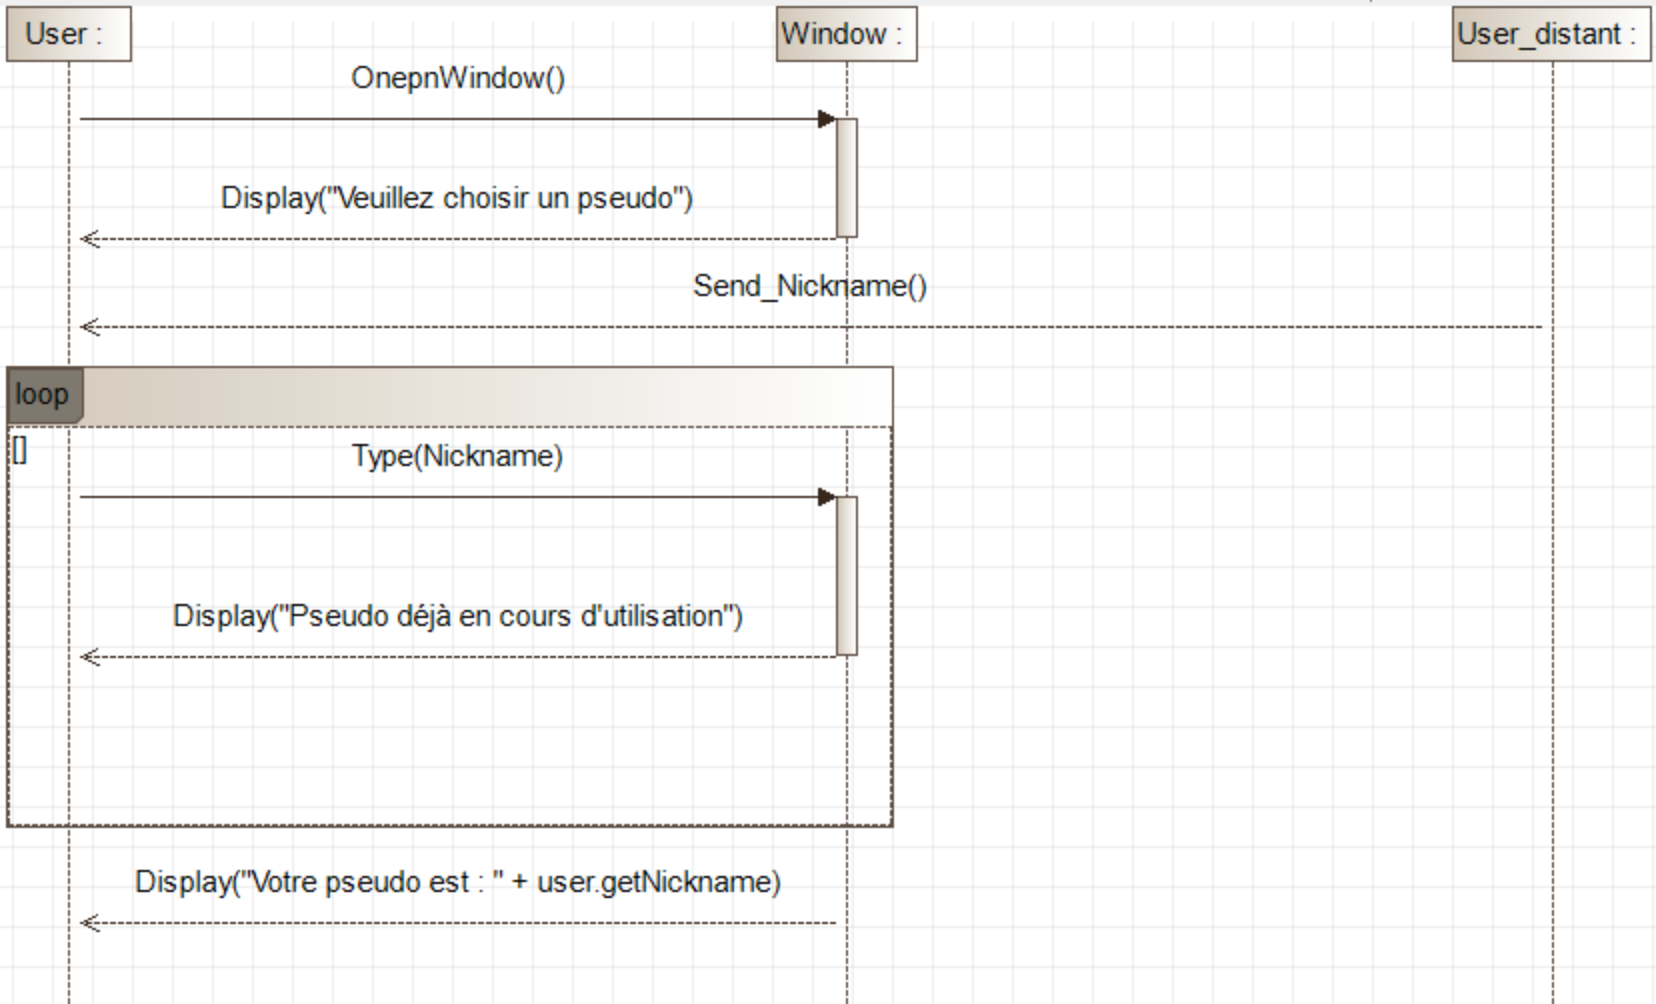 User :
Window :
User_distant :
OnepnWindow()
Display("Veuillez choisir un pseudo")
Send_Nickname()
loop
[]
Type(Nickname)
Display("Pseudo déjà en cours d'utilisation")
Display("Votre pseudo est : " + user.getNickname)